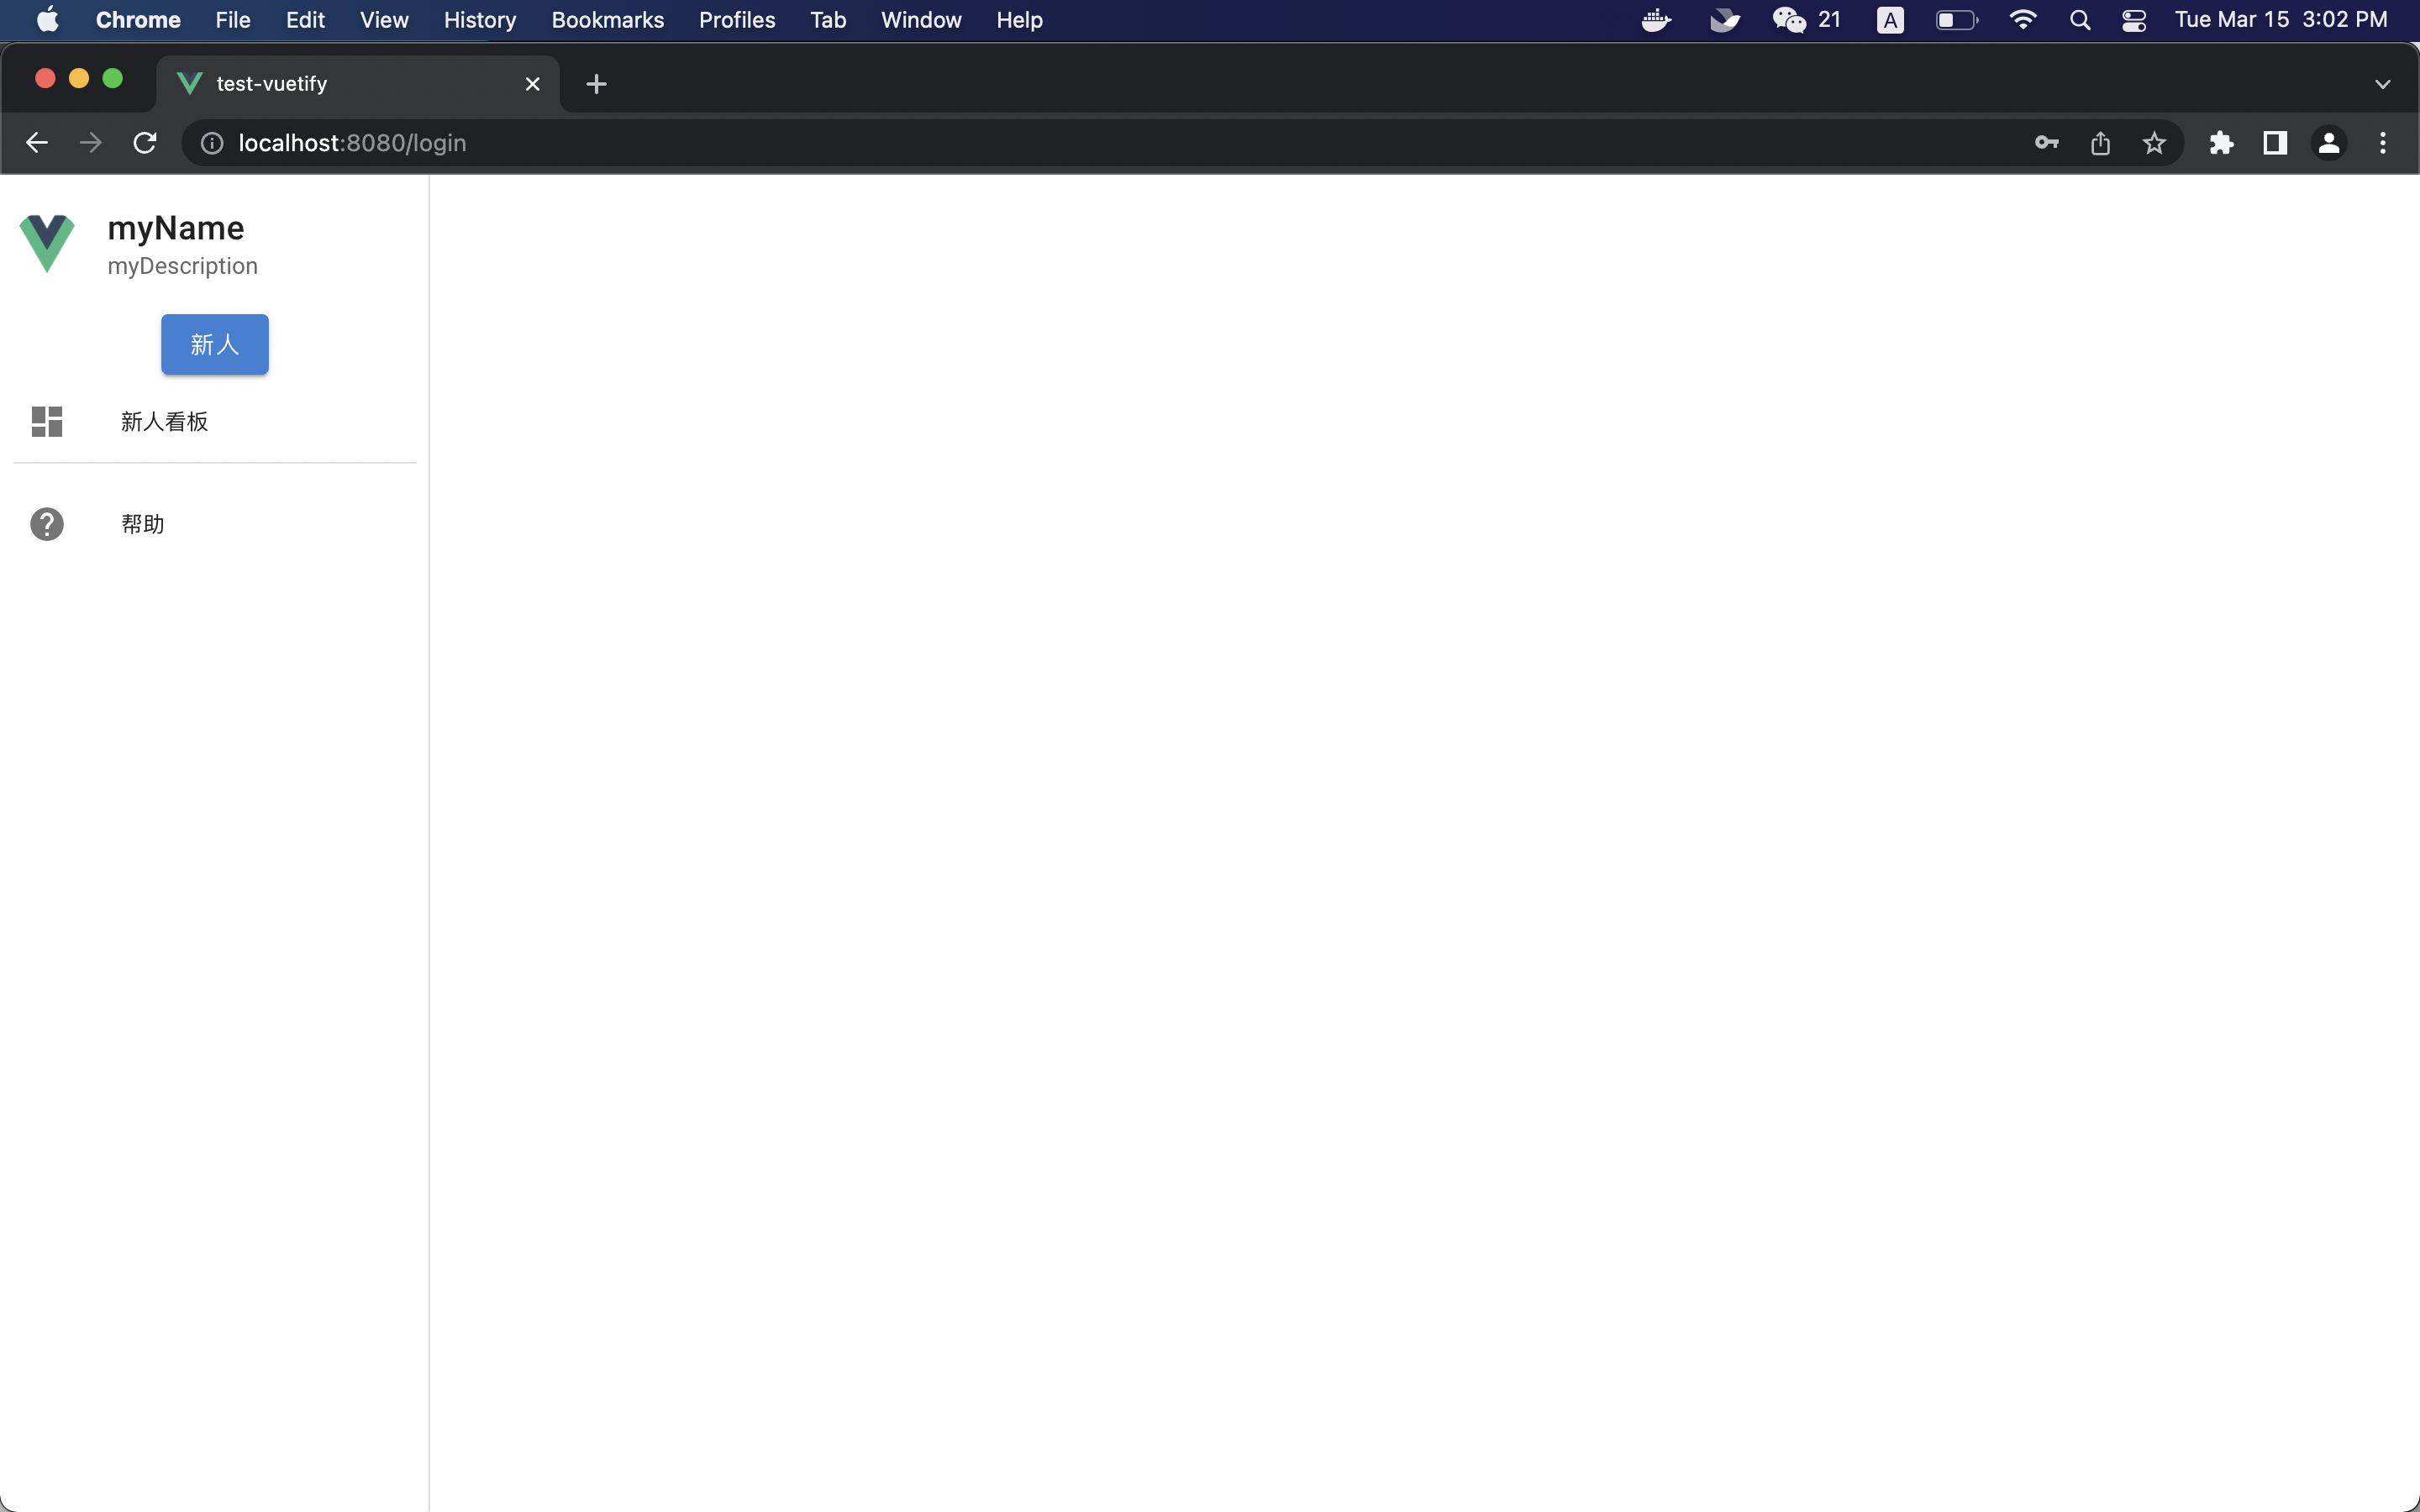 Chrome File Edit View History Bookmarks Profiles Tab Window Help 21 A Tue Mar 15 3:02 PM
test-vuetify
localhost:8080/login
myName
myDescription
新人
新人看板
帮助